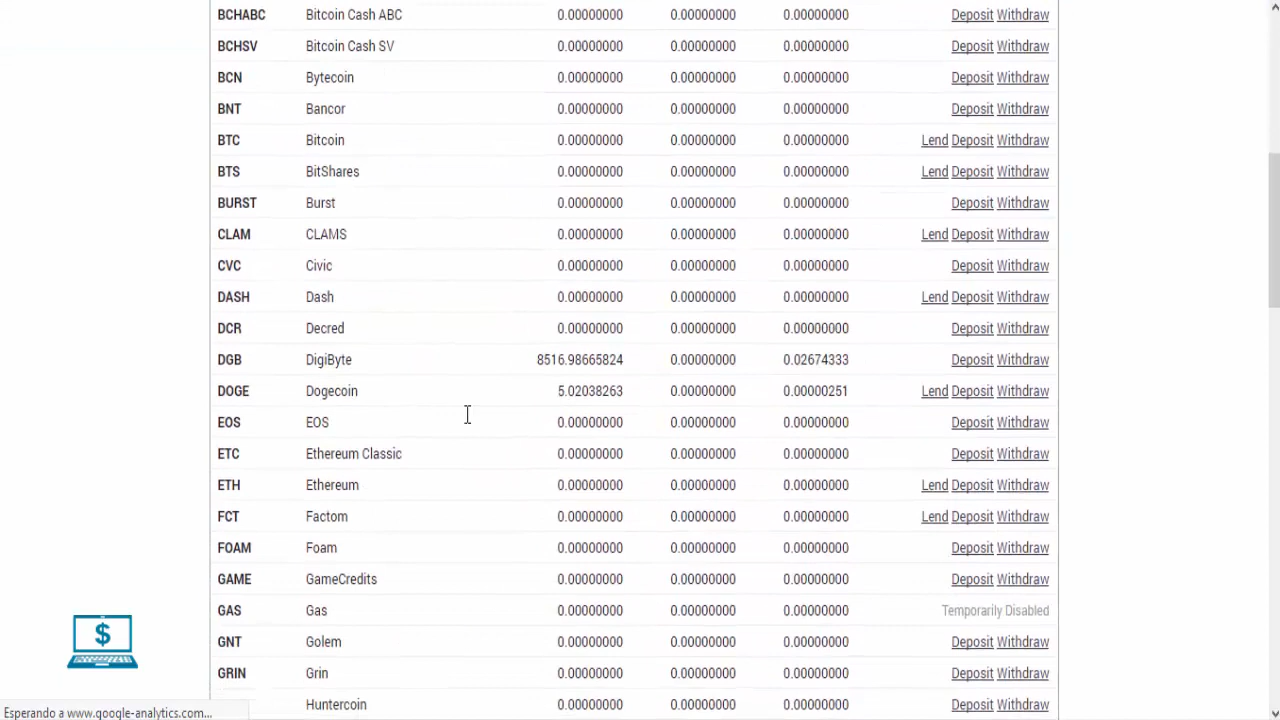 BCHABC Bitcoin Cash ABC 0.00000000 0.00000000 0.00000000 Deposit Withdraw
BCHSV Bitcoin Cash SV 0.00000000 0.00000000 0.00000000 Deposit Withdraw
BCN Bytecoin 0.00000000 0.00000000 0.00000000 Deposit Withdraw
BNT Bancor 0.00000000 0.00000000 0.00000000 Deposit Withdraw
BTC Bitcoin 0.00000000 0.00000000 0.00000000 Lend Deposit Withdraw
BTS BitShares 0.00000000 0.00000000 0.00000000 Lend Deposit Withdraw
BURST Burst 0.00000000 0.00000000 0.00000000 Deposit Withdraw
CLAM CLAMS 0.00000000 0.00000000 0.00000000 Lend Deposit Withdraw
CVC Civic 0.00000000 0.00000000 0.00000000 Deposit Withdraw
DASH Dash 0.00000000 0.00000000 0.00000000 Lend Deposit Withdraw
DCR Decred 0.00000000 0.00000000 0.00000000 Deposit Withdraw
DGB DigiByte 8516.98665824 0.00000000 0.02674333 Deposit Withdraw
DOGE Dogecoin 5.02038263 0.00000000 0.00000251 Lend Deposit Withdraw
EOS EOS 0.00000000 0.00000000 0.00000000 Deposit Withdraw
ETC Ethereum Classic 0.00000000 0.00000000 0.00000000 Deposit Withdraw
ETH Ethereum 0.00000000 0.00000000 0.00000000 Lend Deposit Withdraw
FCT Factom 0.00000000 0.00000000 0.00000000 Lend Deposit Withdraw
FOAM Foam 0.00000000 0.00000000 0.00000000 Deposit Withdraw
GAME GameCredits 0.00000000 0.00000000 0.00000000 Deposit Withdraw
GAS Gas 0.00000000 0.00000000 0.00000000 Temporarily Disabled
$
GNT Golem 0.00000000 0.00000000 0.00000000 Deposit Withdraw
GRIN Grin 0.00000000 0.00000000 0.00000000 Deposit Withdraw
Huntercoin 0.00000000 0.00000000 0.00000000 Deposit Withdraw
Esperando a www.google-analytics.com...